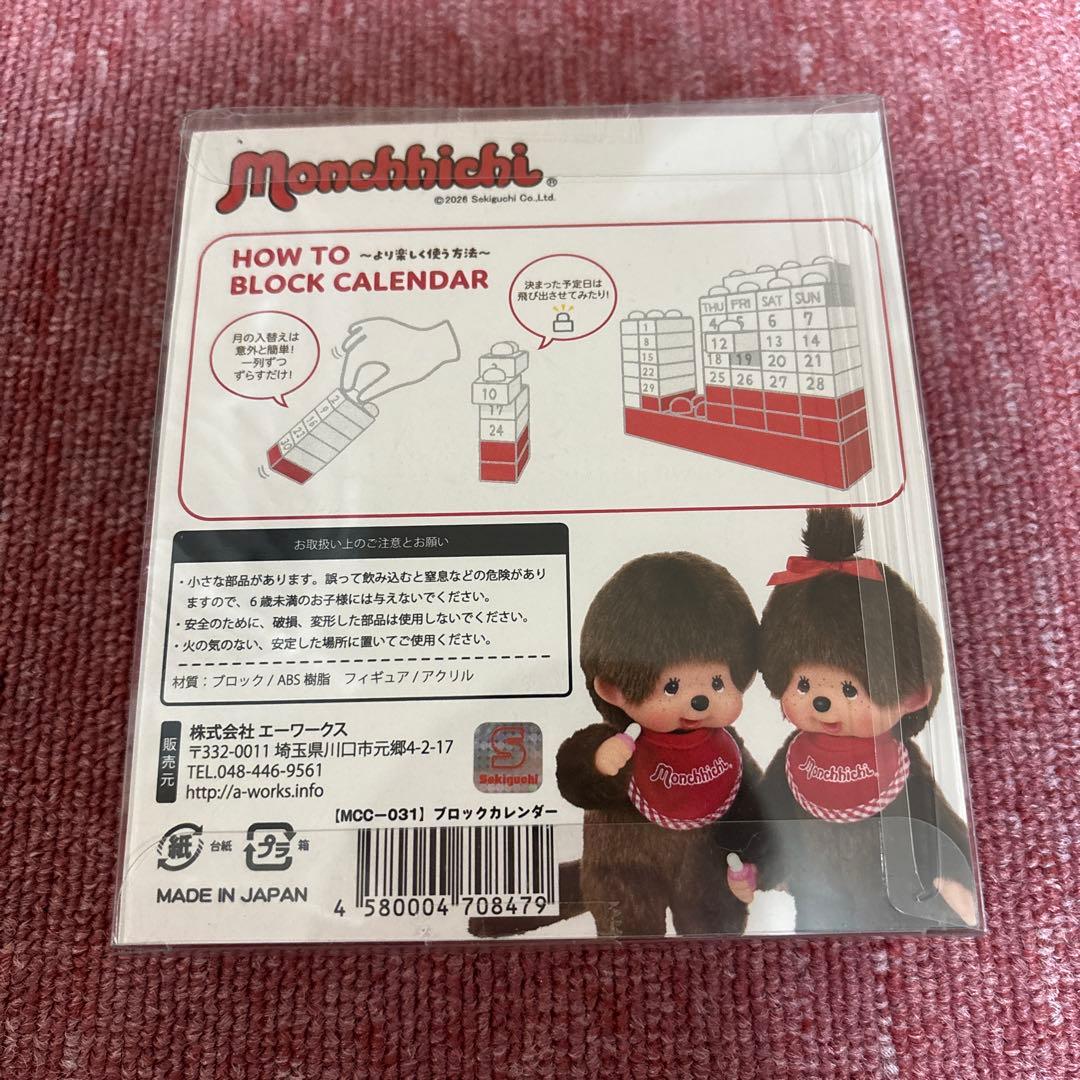 Monchhichi®
©2026 Sekiguchi Co.,Ltd.
HOW TO ～より楽しく使う方法～
BLOCK CALENDAR
月の入替えは
意外と簡単!
一列ずつ
ずらすだけ!
決まった予定日は
飛び出させてみたり!
2
9
16
23
30
10
17
24
1
8
15
22
29
THU FRI SAT SUN
4 5 6 7
12 13 14
18 19 20 21
25 26 27 28
お取扱い上のご注意とお願い
・小さな部品があります。誤って飲み込むと窒息などの危険があり
ますので、6歳未満のお子様には与えないでください。
・安全のために、破損、変形した部品は使用しないでください。
・火の気のない、安定した場所に置いてご使用ください。
材質：ブロック / ABS 樹脂　フィギュア / アクリル
販売元
株式会社 エーワークス
〒332-0011 埼玉県川口市元郷4-2-17
TEL.048-446-9561
http://a-works.info
S
Sekiguchi
【MCC-031】ブロックカレンダー
紙 台紙 プラ 箱
MADE IN JAPAN
4 580004 708479
Monchhichi.
Monchhichi.